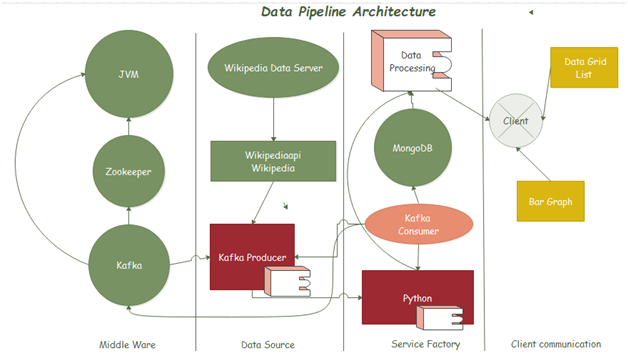 Data Pipeline Architecture
JVM
Zookeeper
Kafka
Middle Ware
Wikipedia Data Server
Wikipediaapi
Wikipedia
Kafka Producer
Data Source
Data
Processing
MongoDB
Kafka
Consumer
Python
Service Factory
Data Grid
List
Client
Bar Graph
Client communication